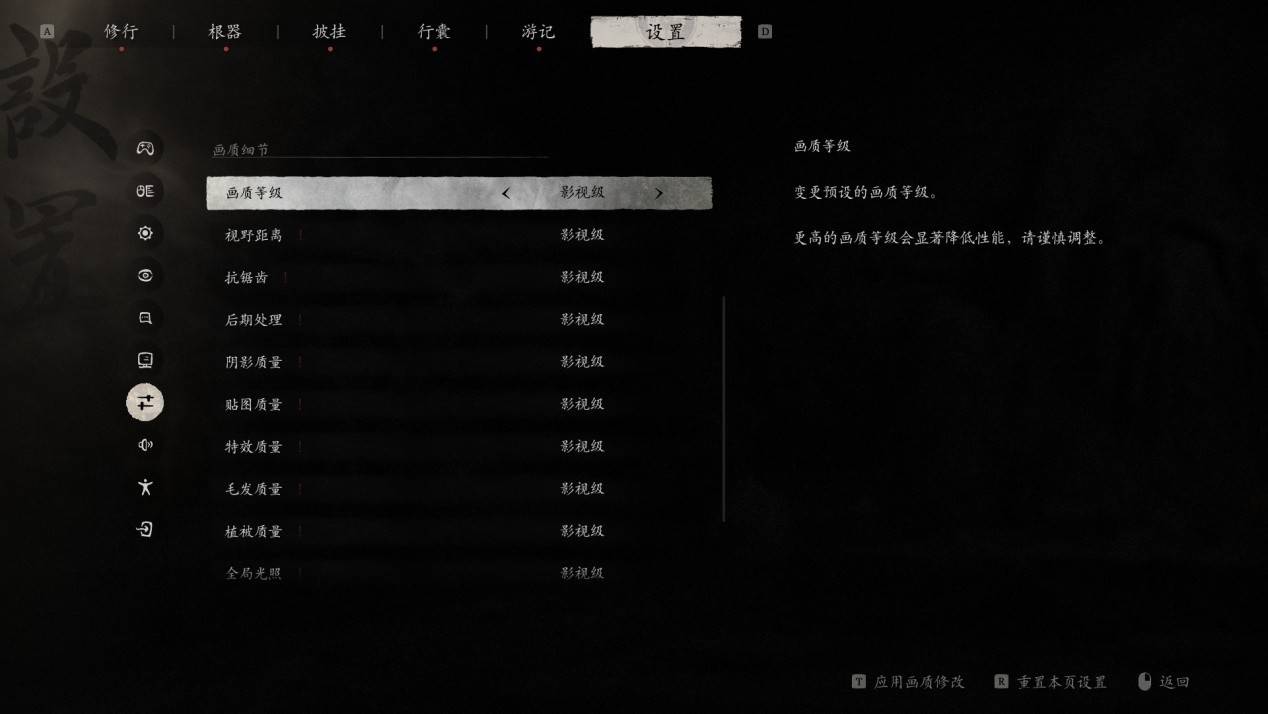 A 修行 | 根器 | 披挂 | 行囊 | 游记 设置 D
設置
画质细节
画质等级 < 影视级 >
视野距离 ! 影视级
抗锯齿 ! 影视级
后期处理 ! 影视级
阴影质量 ! 影视级
贴图质量 ! 影视级
特效质量 ! 影视级
毛发质量 ! 影视级
植被质量 ! 影视级
全局光照 ! 影视级
画质等级
变更预设的画质等级。
更高的画质等级会显著降低性能，请谨慎调整。
T 应用画质修改 R 重置本页设置 返回